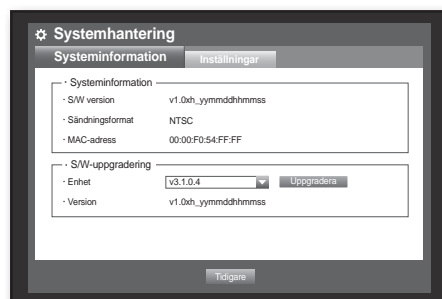 Systemhantering
Systeminformation Inställningar
· Systeminformation
· S/W version v1.0xh_yymmddhhmmss
· Sändningsformat NTSC
· MAC-adress 00:00:F0:54:FF:FF
· S/W-uppgradering
· Enhet v3.1.0.4 Uppgradera
· Version v1.0xh_yymmddhhmmss
Tidigare